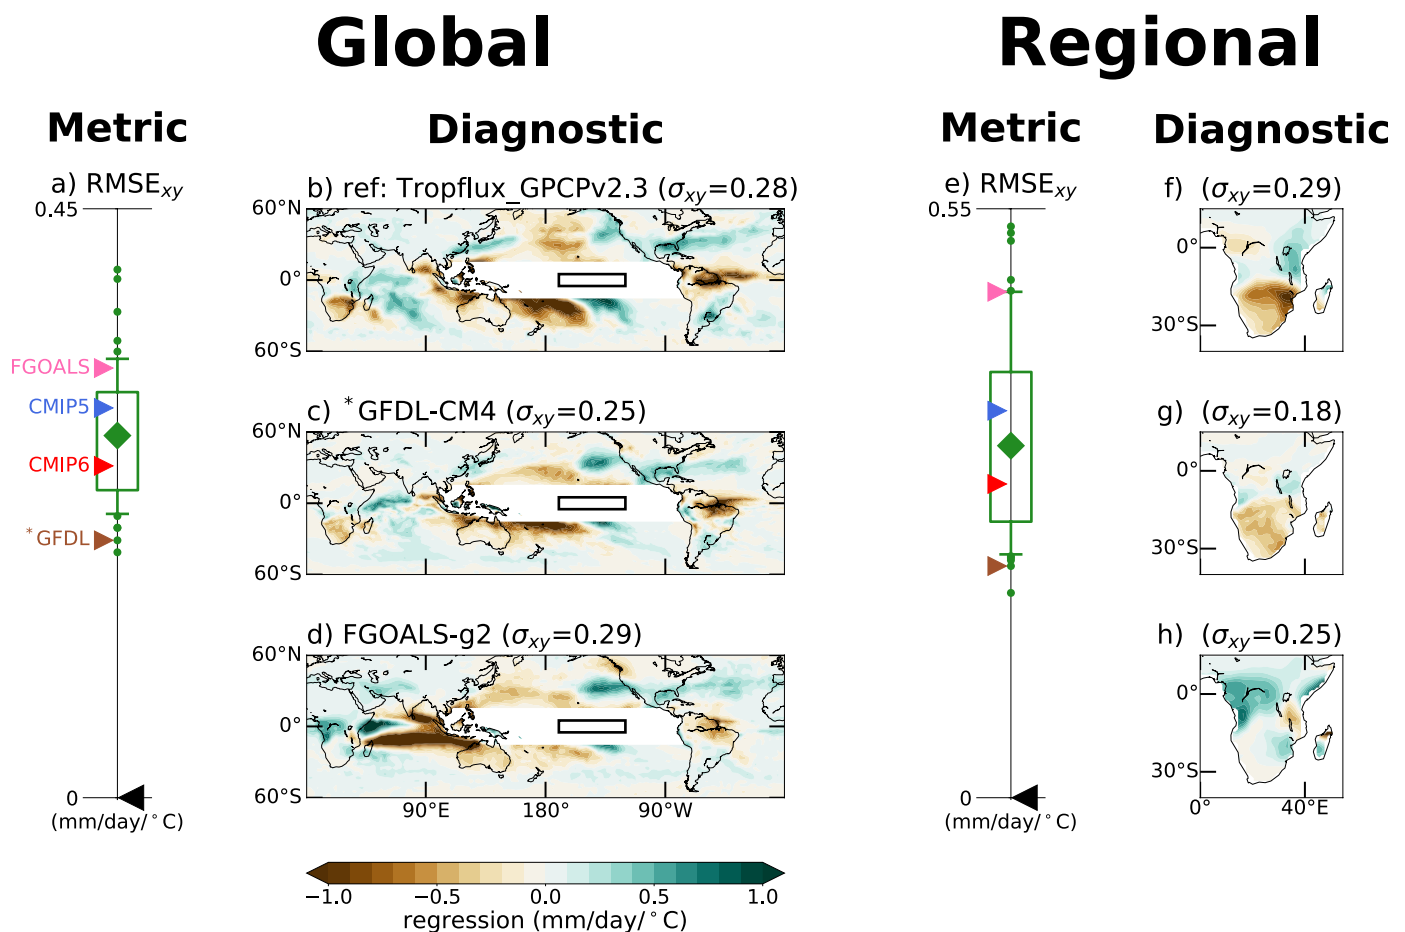 Global
Regional
Metric
Diagnostic
Metric
Diagnostic
a) RMSExy
b) ref: Tropflux_GPCPv2.3 (σxy=0.28)
e) RMSExy
f) (σxy=0.29)
0.45
60°N
0°
60°S
0.55
0°
30°S
FGOALS
CMIP5
CMIP6
*GFDL
c) *GFDL-CM4 (σxy=0.25)
60°N
0°
60°S
g) (σxy=0.18)
0°
30°S
d) FGOALS-g2 (σxy=0.29)
60°N
0°
60°S
90°E 180° 90°W
h) (σxy=0.25)
0°
30°S
0° 40°E
0
(mm/day/°C)
0
(mm/day/°C)
−1.0 −0.5 0.0 0.5 1.0
regression (mm/day/°C)